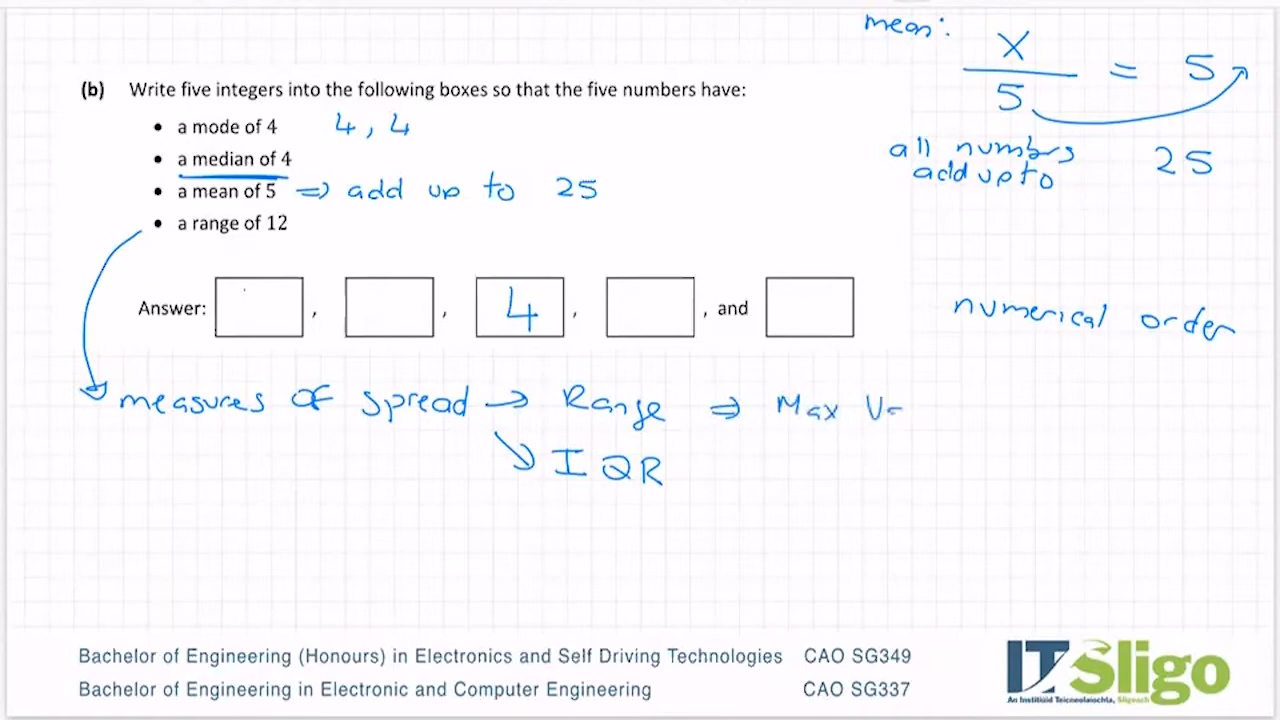 mean: X
5 = 5
all numbers 25
add up to
(b) Write five integers into the following boxes so that the five numbers have:
• a mode of 4 4, 4
• a median of 4
• a mean of 5 ⇒ add up to 25
• a range of 12
Answer: , , 4 , , and
numerical order
measures of spread → Range ⇒ Max Va
↘ IQR
Bachelor of Engineering (Honours) in Electronics and Self Driving Technologies CAO SG349
Bachelor of Engineering in Electronic and Computer Engineering CAO SG337
IT Sligo
An Institiúid Teicneolaíochta, Sligeach